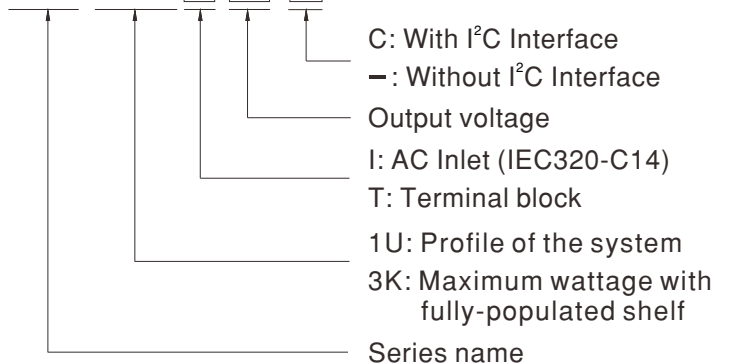 C: With I²C Interface
–: Without I²C Interface
Output voltage
I: AC Inlet (IEC320-C14)
T: Terminal block
1U: Profile of the system
3K: Maximum wattage with
fully-populated shelf
Series name